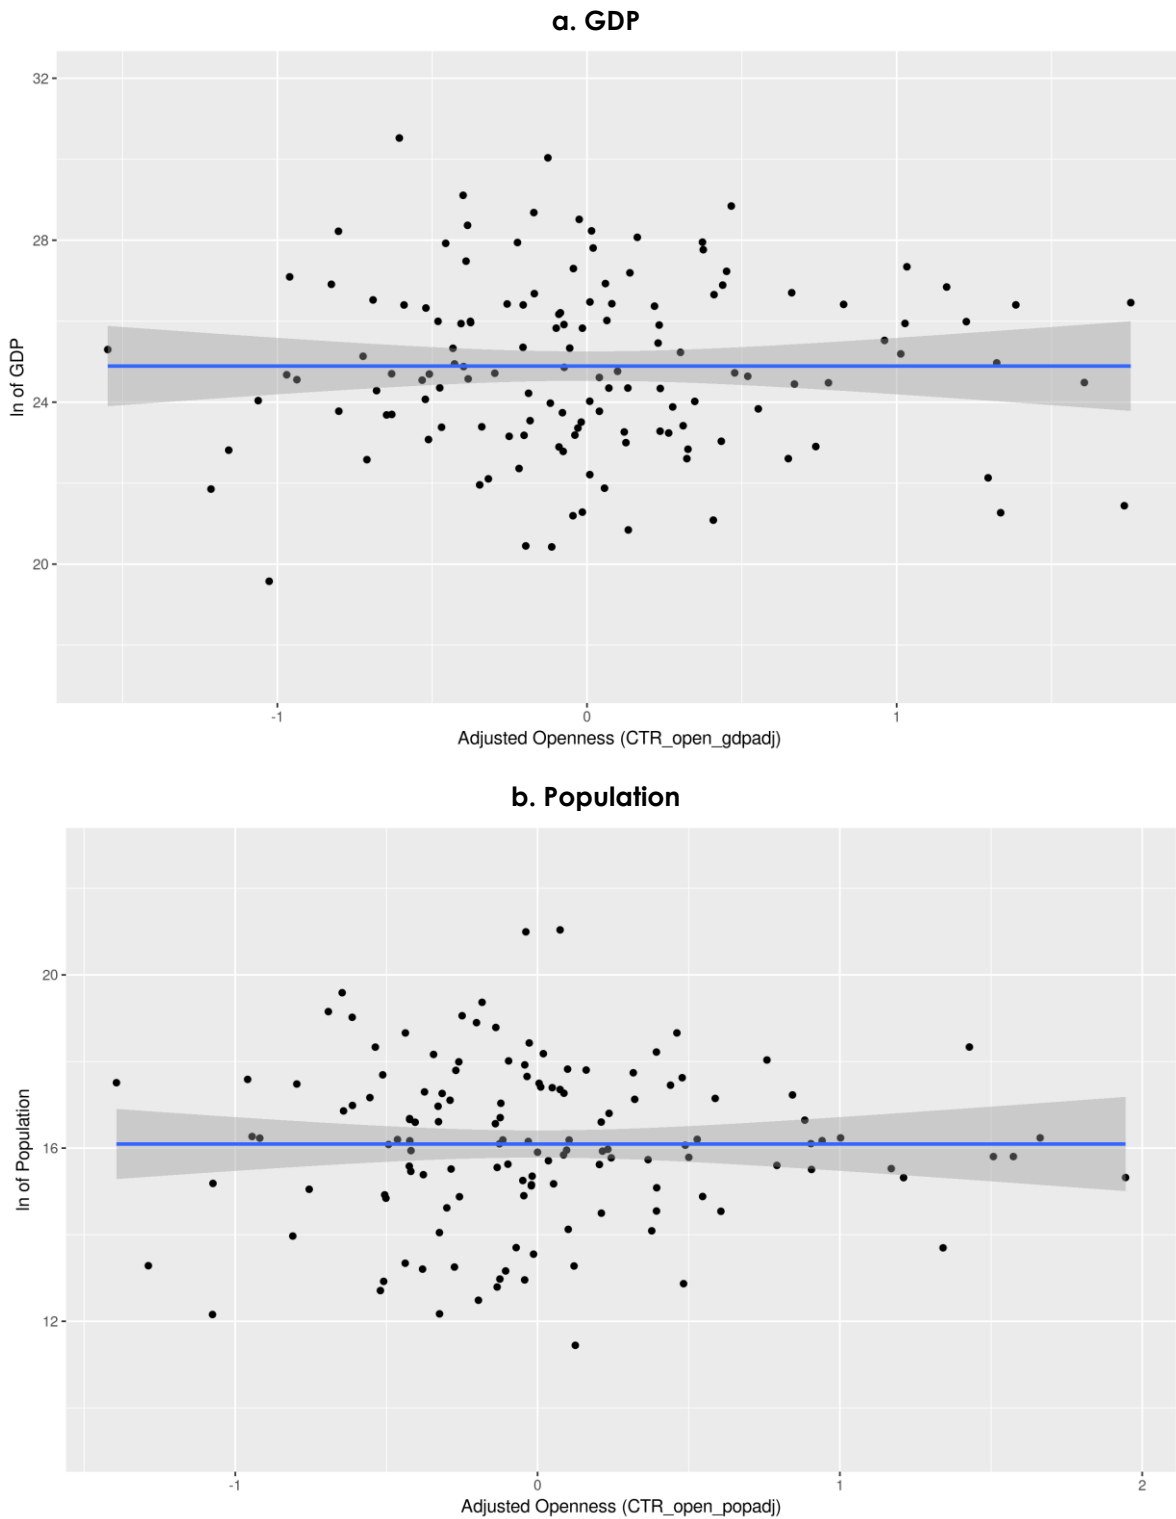 a. GDP
32
28
24
20
ln of GDP
-1 0 1
Adjusted Openness (CTR_open_gdpadj)
b. Population
20
16
12
ln of Population
-1 0 1 2
Adjusted Openness (CTR_open_popadj)